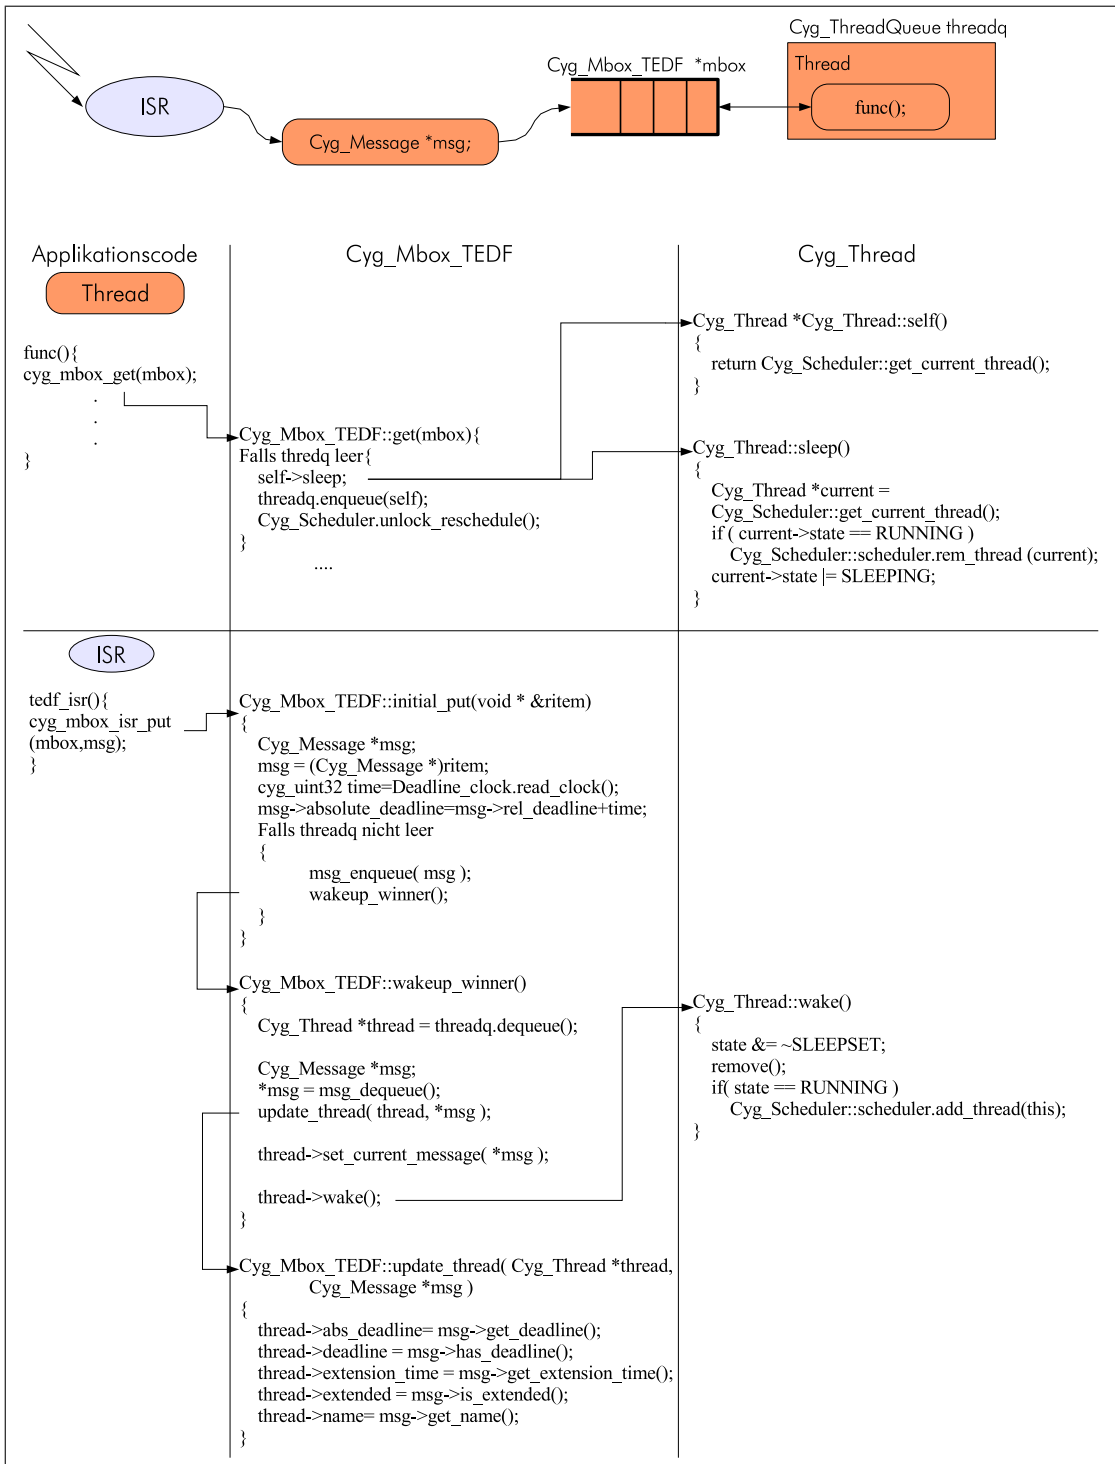 Cyg_ThreadQueue threadq
Cyg_Mbox_TEDF *mbox
Thread
ISR
func();
Cyg_Message *msg;
Applikationscode
Cyg_Mbox_TEDF
Cyg_Thread
Thread
func(){
cyg_mbox_get(mbox);
.
.
.
}
Cyg_Mbox_TEDF::get(mbox){
Falls thredq leer{
self->sleep;
threadq.enqueue(self);
Cyg_Scheduler.unlock_reschedule();
}
....
Cyg_Thread *Cyg_Thread::self()
{
return Cyg_Scheduler::get_current_thread();
}
Cyg_Thread::sleep()
{
Cyg_Thread *current =
Cyg_Scheduler::get_current_thread();
if ( current->state == RUNNING )
Cyg_Scheduler::scheduler.rem_thread (current);
current->state |= SLEEPING;
}
ISR
tedf_isr(){
cyg_mbox_isr_put
(mbox,msg);
}
Cyg_Mbox_TEDF::initial_put(void * &ritem)
{
Cyg_Message *msg;
msg = (Cyg_Message *)ritem;
cyg_uint32 time=Deadline_clock.read_clock();
msg->absolute_deadline=msg->rel_deadline+time;
Falls threadq nicht leer
{
msg_enqueue( msg );
wakeup_winner();
}
}
Cyg_Mbox_TEDF::wakeup_winner()
{
Cyg_Thread *thread = threadq.dequeue();
Cyg_Message *msg;
*msg = msg_dequeue();
update_thread( thread, *msg );
thread->set_current_message( *msg );
thread->wake();
}
Cyg_Thread::wake()
{
state &= ~SLEEPSET;
remove();
if( state == RUNNING )
Cyg_Scheduler::scheduler.add_thread(this);
}
Cyg_Mbox_TEDF::update_thread( Cyg_Thread *thread,
Cyg_Message *msg )
{
thread->abs_deadline= msg->get_deadline();
thread->deadline = msg->has_deadline();
thread->extension_time = msg->get_extension_time();
thread->extended = msg->is_extended();
thread->name= msg->get_name();
}